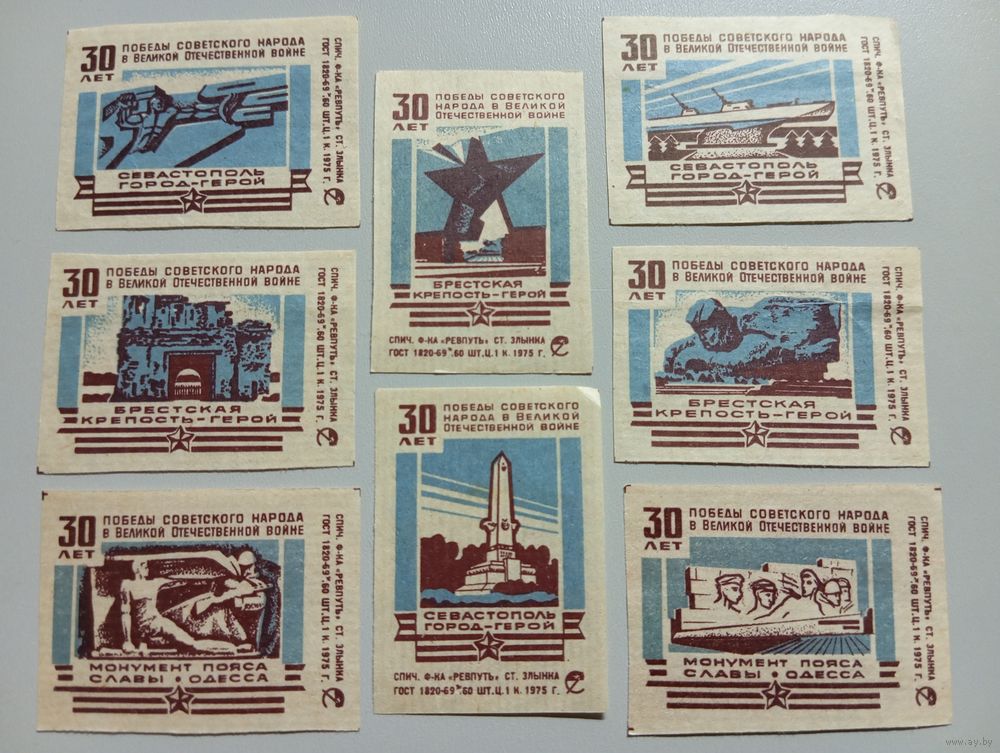 30 ЛЕТ
ПОБЕДЫ СОВЕТСКОГО НАРОДА
В ВЕЛИКОЙ ОТЕЧЕСТВЕННОЙ ВОЙНЕ
СЕВАСТОПОЛЬ
ГОРОД-ГЕРОЙ
СПИЧ. Ф-КА «РЕВПУТЬ» СТ. ЗЛЫНКА
ГОСТ 1820-69 60 ШТ. Ц. 1 К. 1975 Г.
30 ЛЕТ
ПОБЕДЫ СОВЕТСКОГО
НАРОДА В ВЕЛИКОЙ
ОТЕЧЕСТВЕННОЙ ВОЙНЕ
БРЕСТСКАЯ
КРЕПОСТЬ-ГЕРОЙ
СПИЧ. Ф-КА «РЕВПУТЬ» СТ. ЗЛЫНКА
ГОСТ 1820-69 60 ШТ. Ц. 1 К. 1975 Г.
30 ЛЕТ
ПОБЕДЫ СОВЕТСКОГО НАРОДА
В ВЕЛИКОЙ ОТЕЧЕСТВЕННОЙ ВОЙНЕ
СЕВАСТОПОЛЬ
ГОРОД-ГЕРОЙ
СПИЧ. Ф-КА «РЕВПУТЬ» СТ. ЗЛЫНКА
ГОСТ 1820-69 60 ШТ. Ц. 1 К. 1975 Г.
30 ЛЕТ
ПОБЕДЫ СОВЕТСКОГО НАРОДА
В ВЕЛИКОЙ ОТЕЧЕСТВЕННОЙ ВОЙНЕ
БРЕСТСКАЯ
КРЕПОСТЬ-ГЕРОЙ
СПИЧ. Ф-КА «РЕВПУТЬ» СТ. ЗЛЫНКА
ГОСТ 1820-69 60 ШТ. Ц. 1 К. 1975 Г.
30 ЛЕТ
ПОБЕДЫ СОВЕТСКОГО НАРОДА
В ВЕЛИКОЙ ОТЕЧЕСТВЕННОЙ ВОЙНЕ
БРЕСТСКАЯ
КРЕПОСТЬ-ГЕРОЙ
СПИЧ. Ф-КА «РЕВПУТЬ» СТ. ЗЛЫНКА
ГОСТ 1820-69 60 ШТ. Ц. 1 К. 1975 Г.
30 ЛЕТ
ПОБЕДЫ СОВЕТСКОГО
НАРОДА В ВЕЛИКОЙ
ОТЕЧЕСТВЕННОЙ ВОЙНЕ
СЕВАСТОПОЛЬ
ГОРОД-ГЕРОЙ
СПИЧ. Ф-КА «РЕВПУТЬ» СТ. ЗЛЫНКА
ГОСТ 1820-69 60 ШТ. Ц. 1 К. 1975 Г.
30 ЛЕТ
ПОБЕДЫ СОВЕТСКОГО НАРОДА
В ВЕЛИКОЙ ОТЕЧЕСТВЕННОЙ ВОЙНЕ
МОНУМЕНТ ПОЯСА
СЛАВЫ • ОДЕССА
СПИЧ. Ф-КА «РЕВПУТЬ» СТ. ЗЛЫНКА
ГОСТ 1820-69 60 ШТ. Ц. 1 К. 1975 Г.
30 ЛЕТ
ПОБЕДЫ СОВЕТСКОГО НАРОДА
В ВЕЛИКОЙ ОТЕЧЕСТВЕННОЙ ВОЙНЕ
МОНУМЕНТ ПОЯСА
СЛАВЫ • ОДЕССА
СПИЧ. Ф-КА «РЕВПУТЬ» СТ. ЗЛЫНКА
ГОСТ 1820-69 60 ШТ. Ц. 1 К. 1975 Г.
www.ay.by